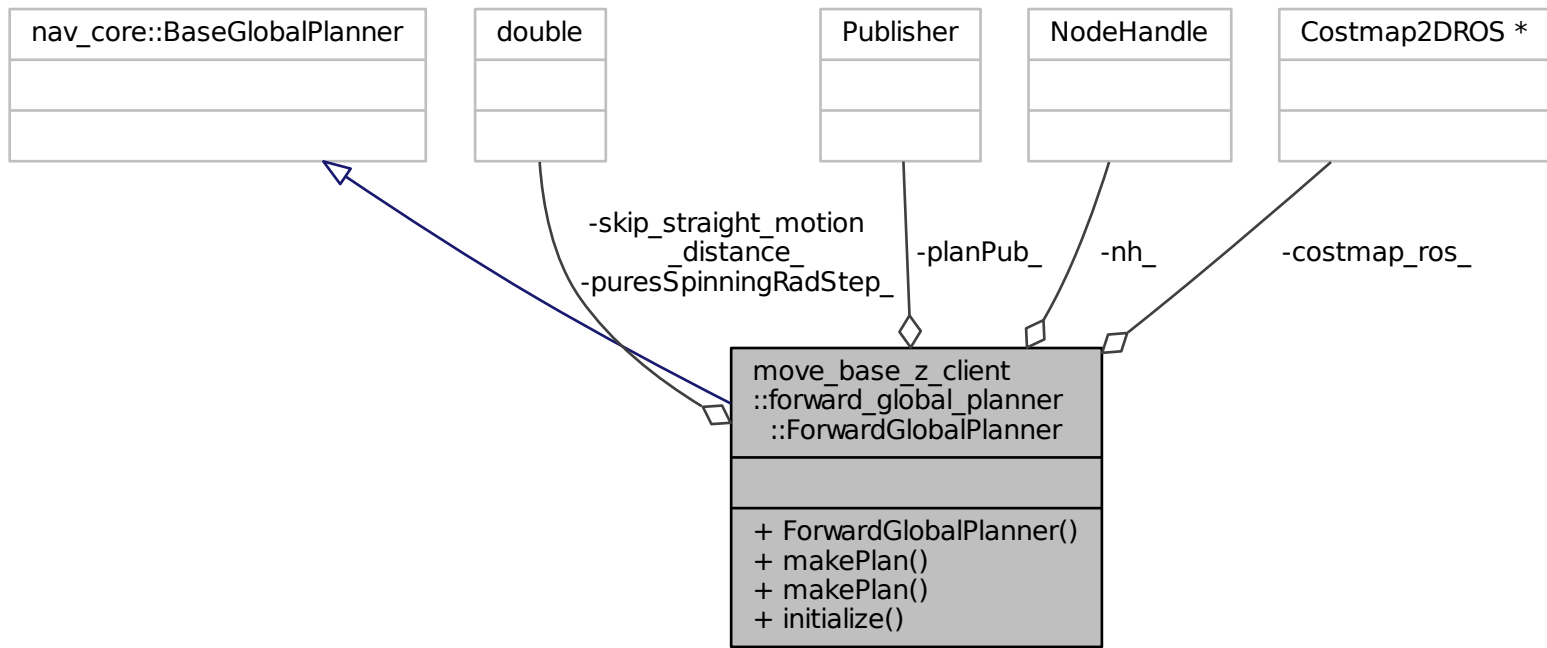 nav_core::BaseGlobalPlanner
double
Publisher
NodeHandle
Costmap2DROS *
-skip_straight_motion
_distance_
-puresSpinningRadStep_
-planPub_
-nh_
-costmap_ros_
move_base_z_client
::forward_global_planner
::ForwardGlobalPlanner
+ ForwardGlobalPlanner()
+ makePlan()
+ makePlan()
+ initialize()